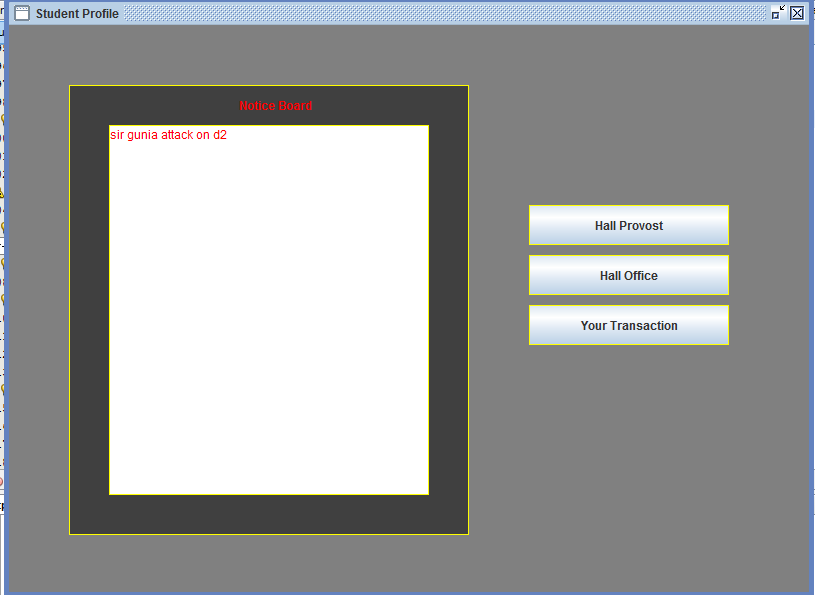 Student Profile
Notice Board
sir gunia attack on d2
Hall Provost
Hall Office
Your Transaction